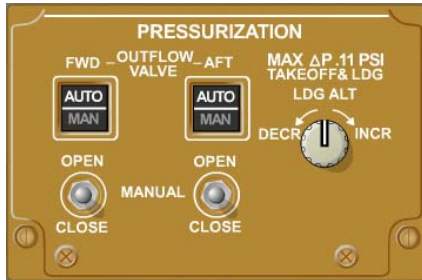 PRESSURIZATION
FWD
OUTFLOW
VALVE
AFT
MAX ΔP .11 PSI
TAKEOFF& LDG
LDG ALT
AUTO
MAN
AUTO
MAN
DECR
INCR
OPEN
OPEN
MANUAL
CLOSE
CLOSE